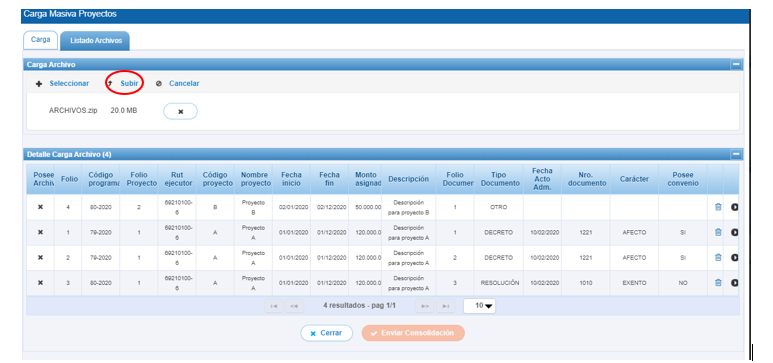 Carga Masiva Proyectos
Carga Listado Archivos
Carga Archivo
Seleccionar Subir Cancelar
ARCHIVOS.zip 20.0 MB
Detalle Carga Archivo (4)
Posee Archiv Folio Código programa Folio Proyecto Rut ejecutor Código proyecto Nombre proyecto Fecha inicio Fecha fin Monto asignad Descripción Folio Documen Tipo Documento Fecha Acto Adm. Nro. documento Carácter Posee convenio
4 80-2020 2 69210100-6 B Proyecto B 02/01/2020 02/12/2020 50.000.00 Descripción para proyecto B 1 OTRO
1 79-2020 1 69210100-6 A Proyecto A 01/01/2020 01/12/2020 120.000.0 Descripción para proyecto A 1 DECRETO 10/02/2020 1221 AFECTO SI
2 79-2020 1 69210100-6 A Proyecto A 01/01/2020 01/12/2020 120.000.0 Descripción para proyecto A 2 DECRETO 10/02/2020 1221 AFECTO SI
3 80-2020 1 69210100-6 A Proyecto A 01/01/2020 01/12/2020 120.000.0 Descripción para proyecto A 3 RESOLUCIÓN 10/02/2020 1010 EXENTO NO
4 resultados - pag 1/1 10
Cerrar Enviar Consolidación